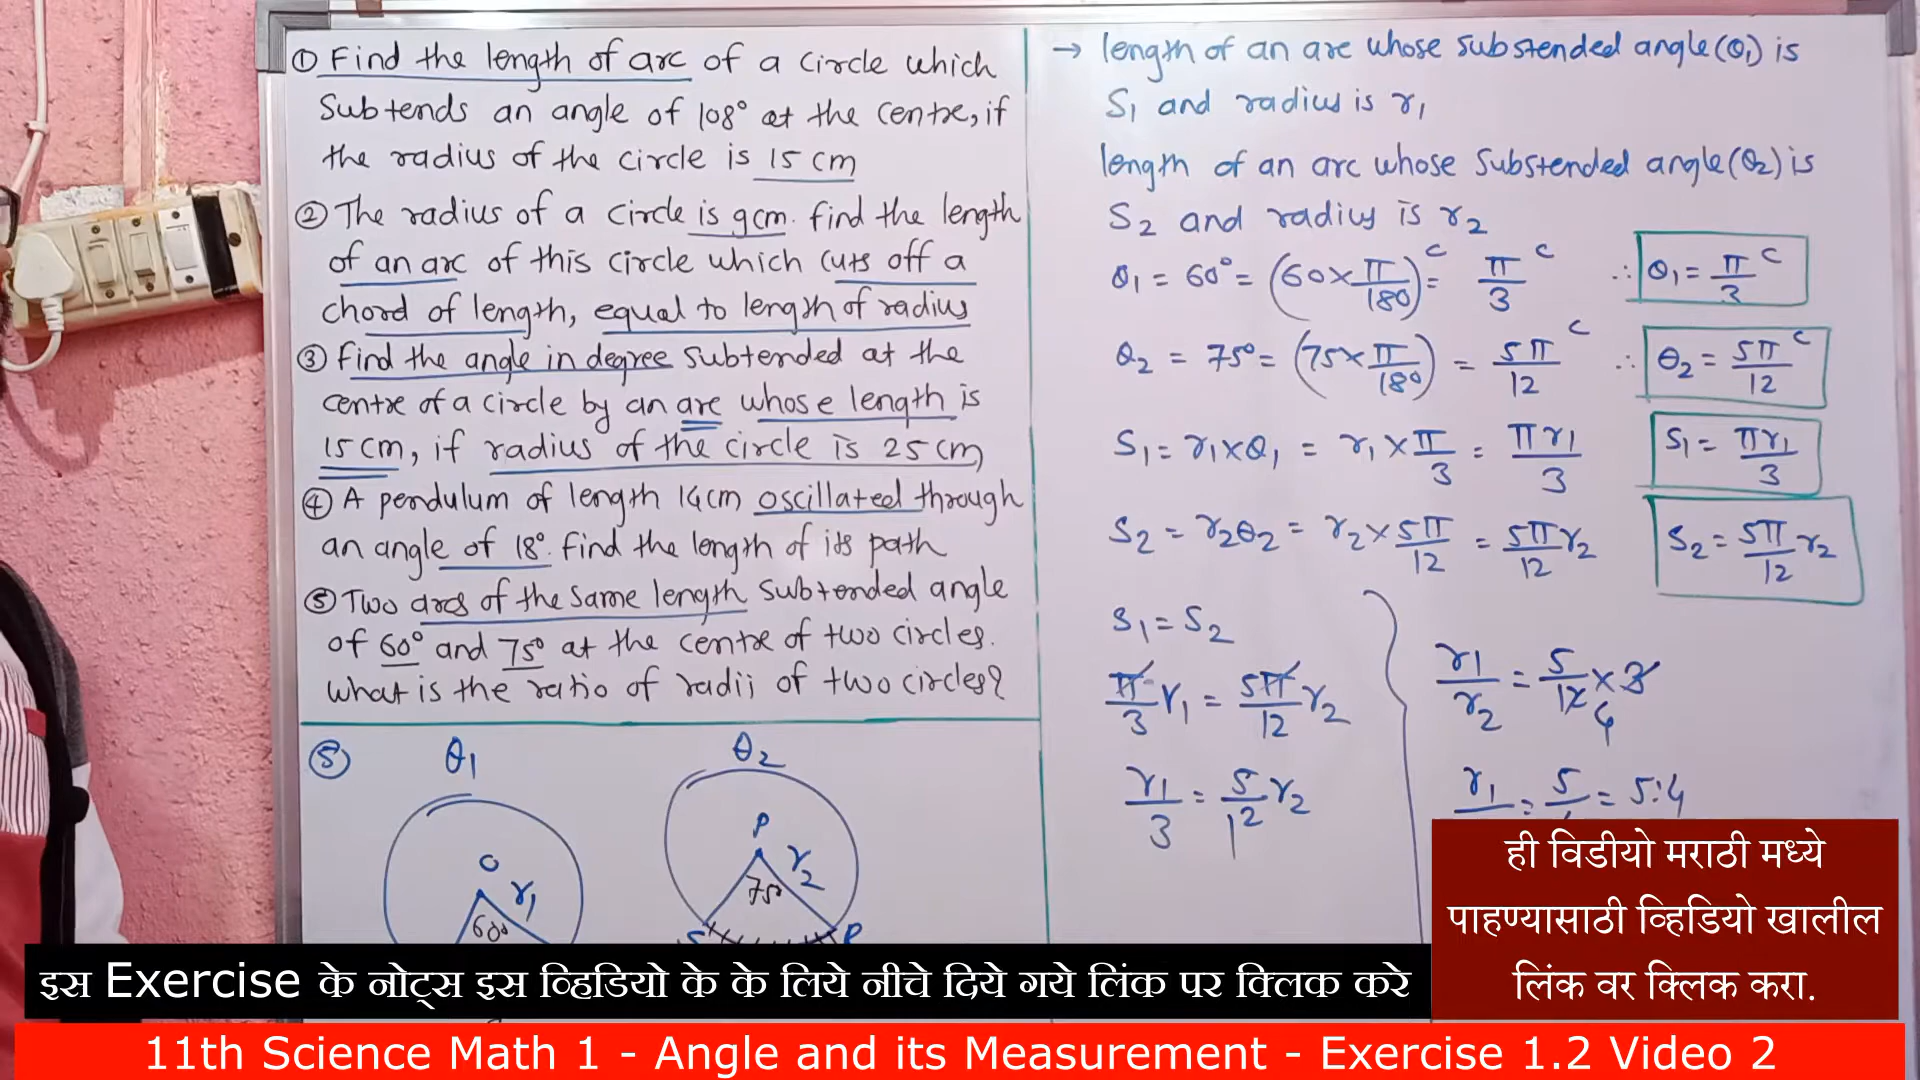 ① Find the length of arc of a circle which
Subtends an angle of 108° at the centre, if
the radius of the circle is 15 cm
② The radius of a circle is 9cm. find the length
of an arc of this circle which cuts off a
chord of length, equal to length of radius
③ Find the angle in degree subtended at the
centre of a circle by an arc whose length is
15 cm, if radius of the circle is 25 cm
④ A pendulum of length 14cm oscillated through
an angle of 18°. find the length of its path
⑤ Two arcs of the same length subtended angle
of 60° and 75° at the centre of two circles.
What is the ratio of radii of two circles?
⑤ θ1 θ2
O r1 60°
P r2 75°
S R
→ length of an arc whose substended angle(θ1) is
S1 and radius is r1
length of an arc whose substended angle(θ2) is
S2 and radius is r2
θ1 = 60° = (60×π/180)ᶜ = π/3 ᶜ ∴ θ1 = π/3 ᶜ
θ2 = 75° = (75×π/180) = 5π/12 ᶜ ∴ θ2 = 5π/12 ᶜ
S1 = r1×θ1 = r1×π/3 = πr1/3 S1 = πr1/3
S2 = r2θ2 = r2×5π/12 = 5π/12 r2 S2 = 5π/12 r2
S1 = S2
π/3 r1 = 5π/12 r2
r1/3 = 5/12 r2
r1/r2 = 5/12 × 3 4
r1 = 5 = 5:4
ही विडीयो मराठी मध्ये
पाहण्यासाठी व्हिडियो खालील
लिंक वर क्लिक करा.
इस Exercise के नोट्स इस व्हिडियो के के लिये नीचे दिये गये लिंक पर क्लिक करे
11th Science Math 1 - Angle and its Measurement - Exercise 1.2 Video 2